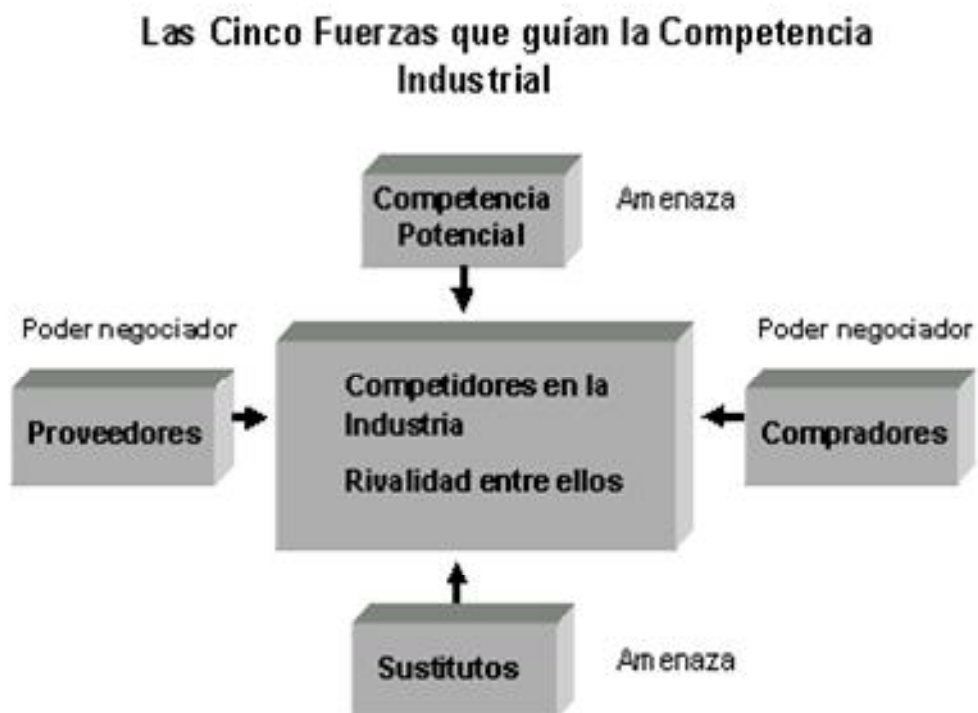 Las Cinco Fuerzas que guían la Competencia
Industrial
Competencia
Potencial
Amenaza
Poder negociador
Poder negociador
Proveedores
Competidores en la
Industria
Rivalidad entre ellos
Compradores
Sustitutos
Amenaza